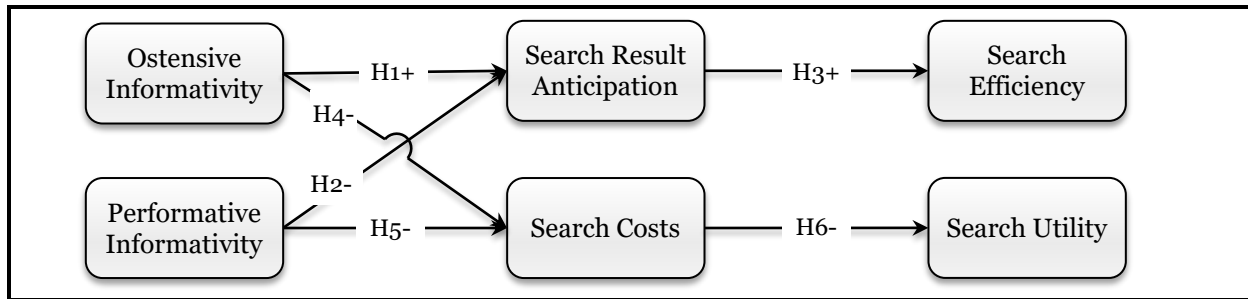 Ostensive
Informativity
H1+
Search Result
Anticipation
H3+
Search
Efficiency
H4-
H2-
Performative
Informativity
H5-
Search Costs
H6-
Search Utility